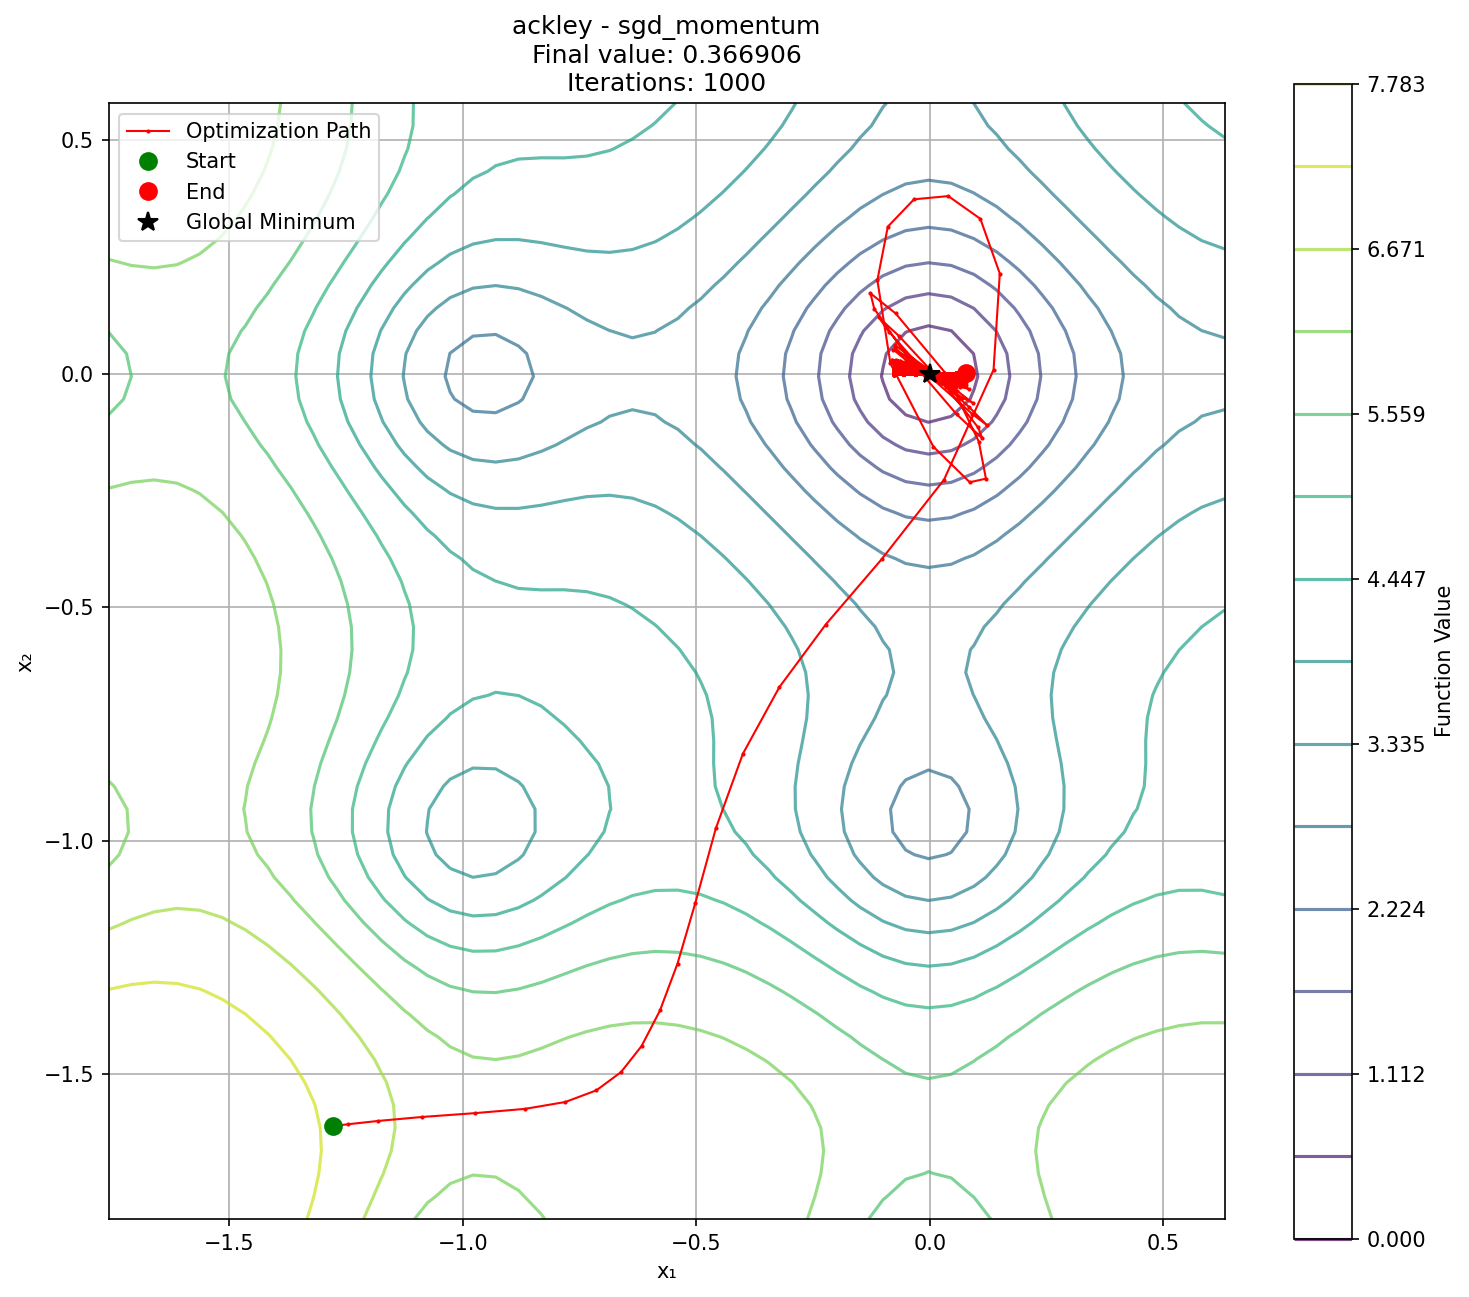 ackley - sgd_momentum
Final value: 0.366906
Iterations: 1000
Optimization Path
Start
End
Global Minimum
0.5
0.0
−0.5
−1.0
−1.5
x₂
−1.5
−1.0
−0.5
0.0
0.5
x₁
7.783
6.671
5.559
4.447
3.335
2.224
1.112
0.000
Function Value